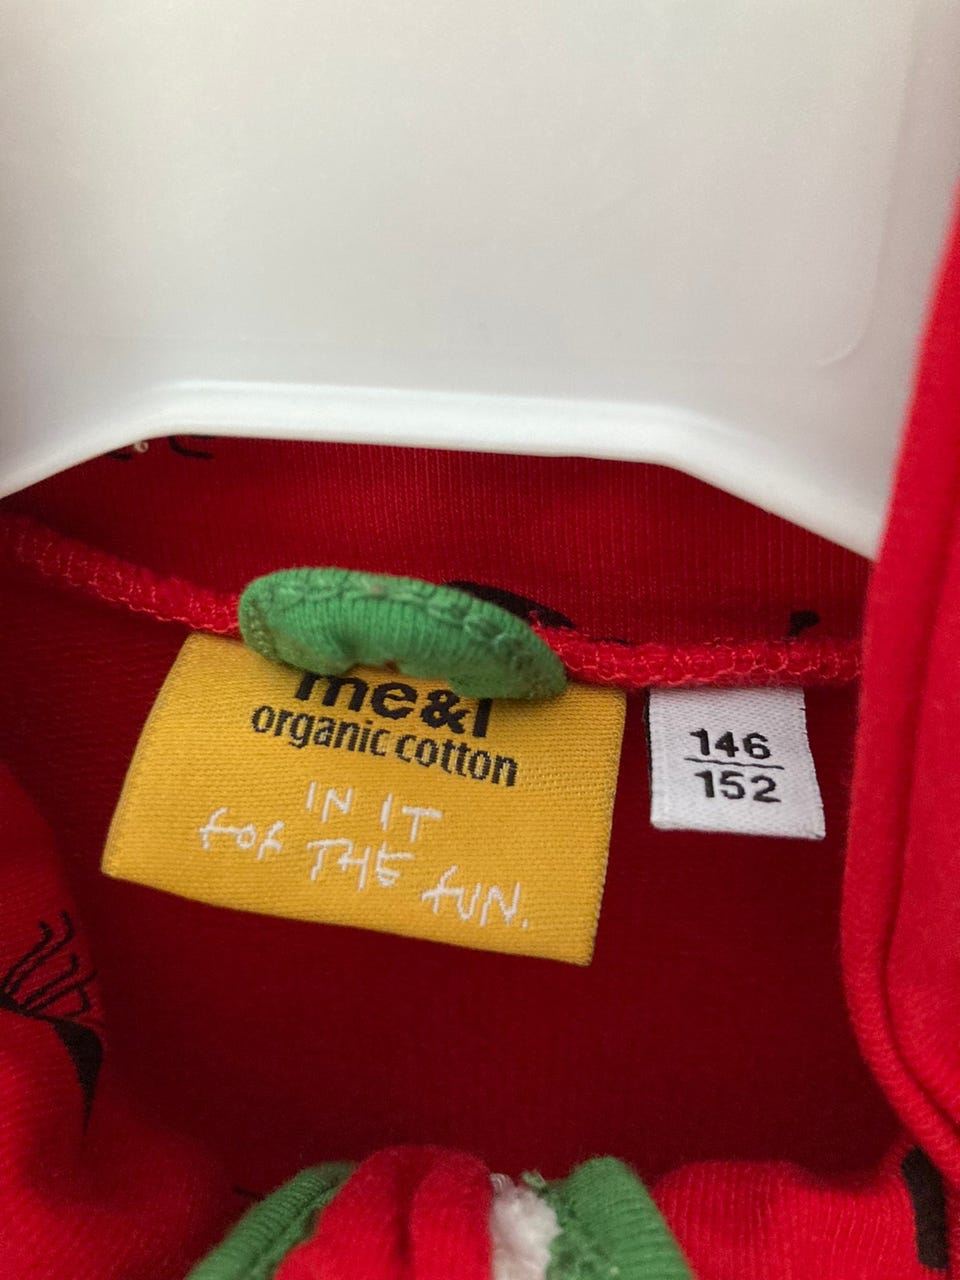 me&i
organic cotton
IN IT
for THE fUN.
146
152